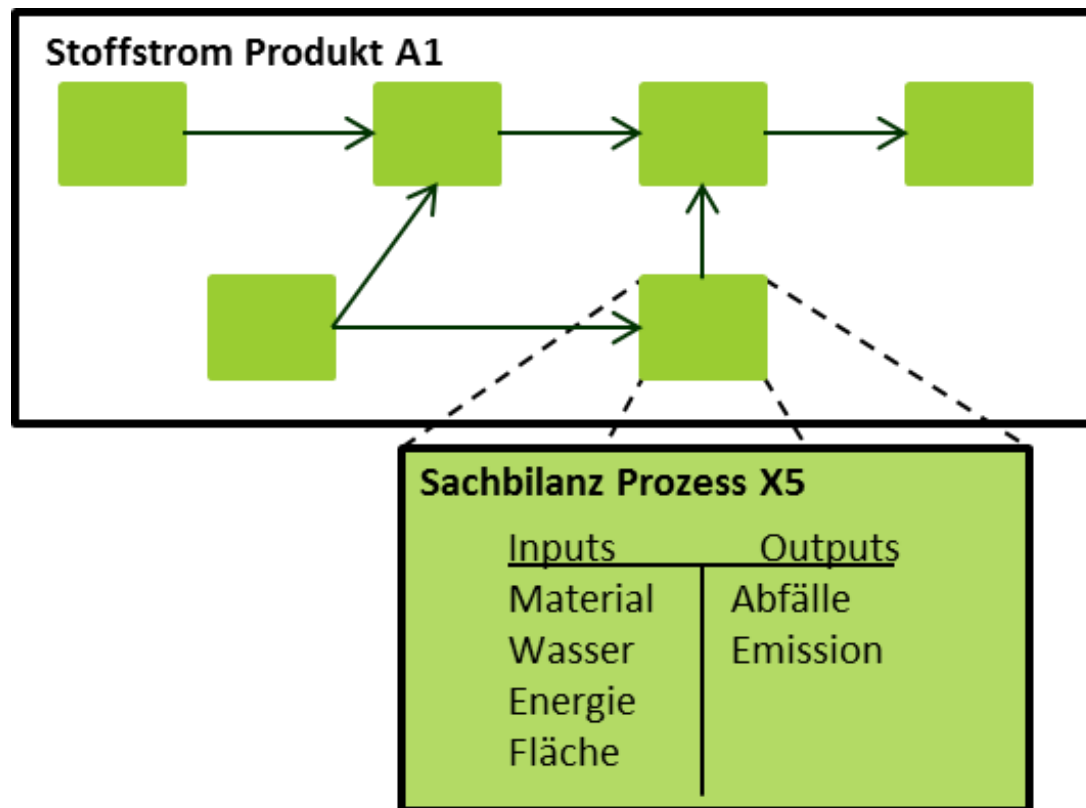 Stoffstrom Produkt A1
Sachbilanz Prozess X5
Inputs Outputs
Material Abfälle
Wasser Emission
Energie
Fläche